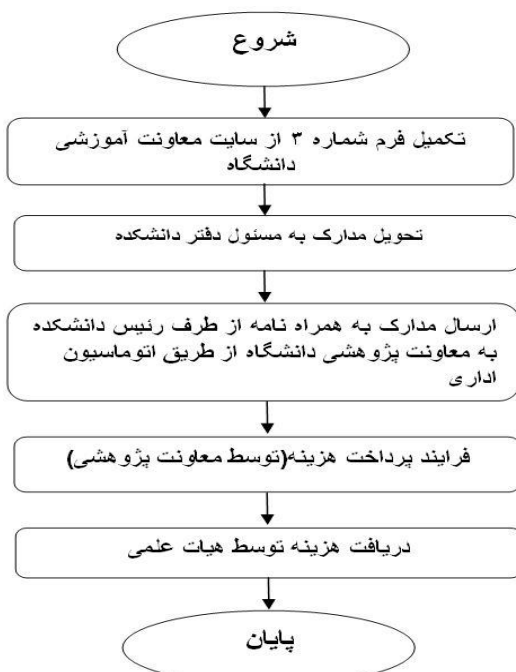 شروع
تکمیل فرم شماره ۳ از سایت معاونت آموزشی
دانشگاه
تحویل مدارک به مسئول دفتر دانشکده
ارسال مدارک به همراه نامه از طرف رئیس دانشکده
به معاونت پژوهشی دانشگاه از طریق اتوماسیون
اداری
فرایند پرداخت هزینه(توسط معاونت پژوهشی)
دریافت هزینه توسط هیات علمی
پایان